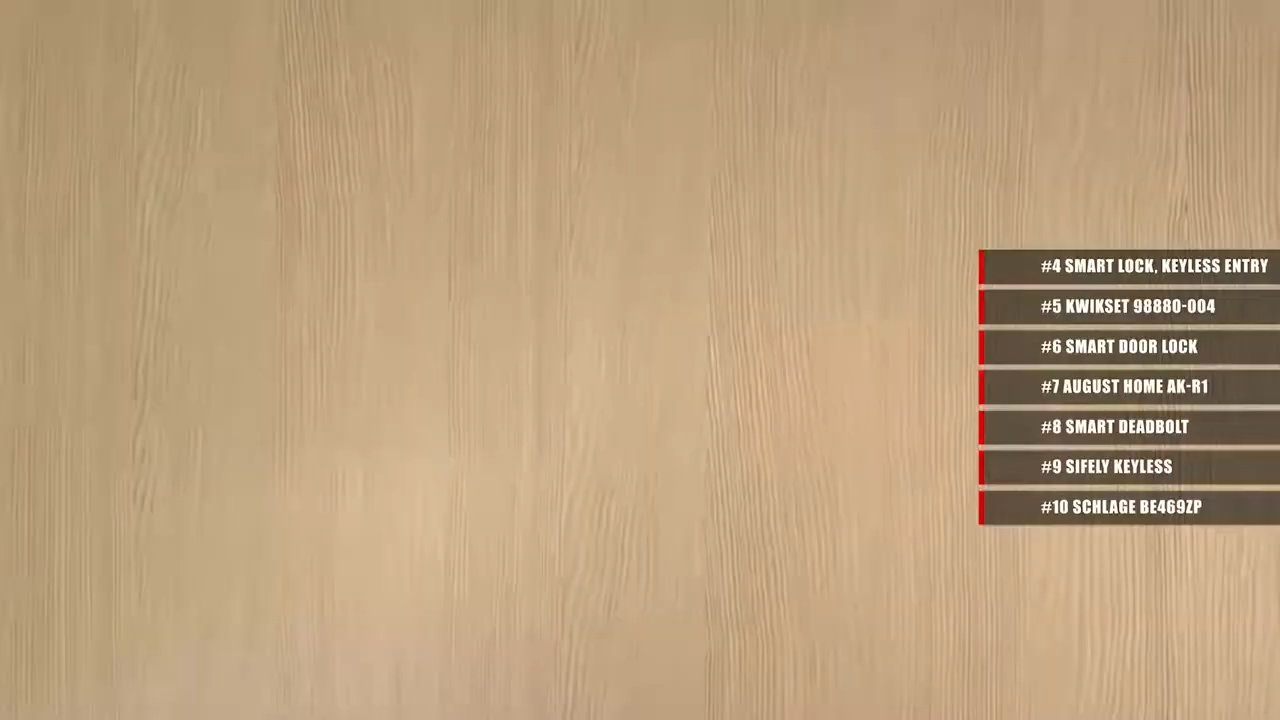 #4 SMART LOCK, KEYLESS ENTRY
#5 KWIKSET 98880-004
#6 SMART DOOR LOCK
#7 AUGUST HOME AK-R1
#8 SMART DEADBOLT
#9 SIFELY KEYLESS
#10 SCHLAGE BE469ZP